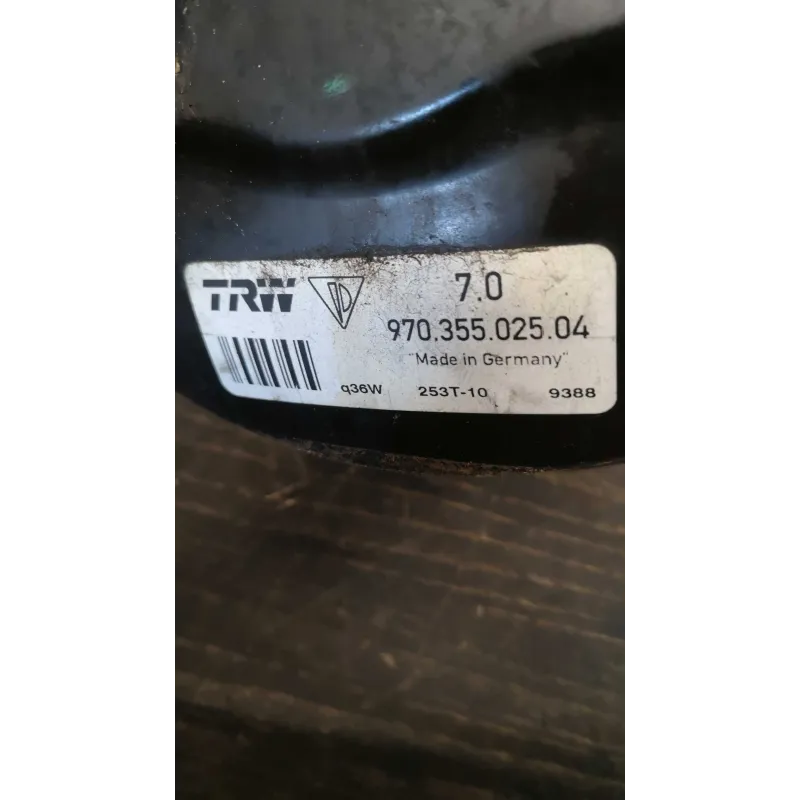 TRW 7.0
970.355.025.04
"Made in Germany"
q36W 253T-10 9388